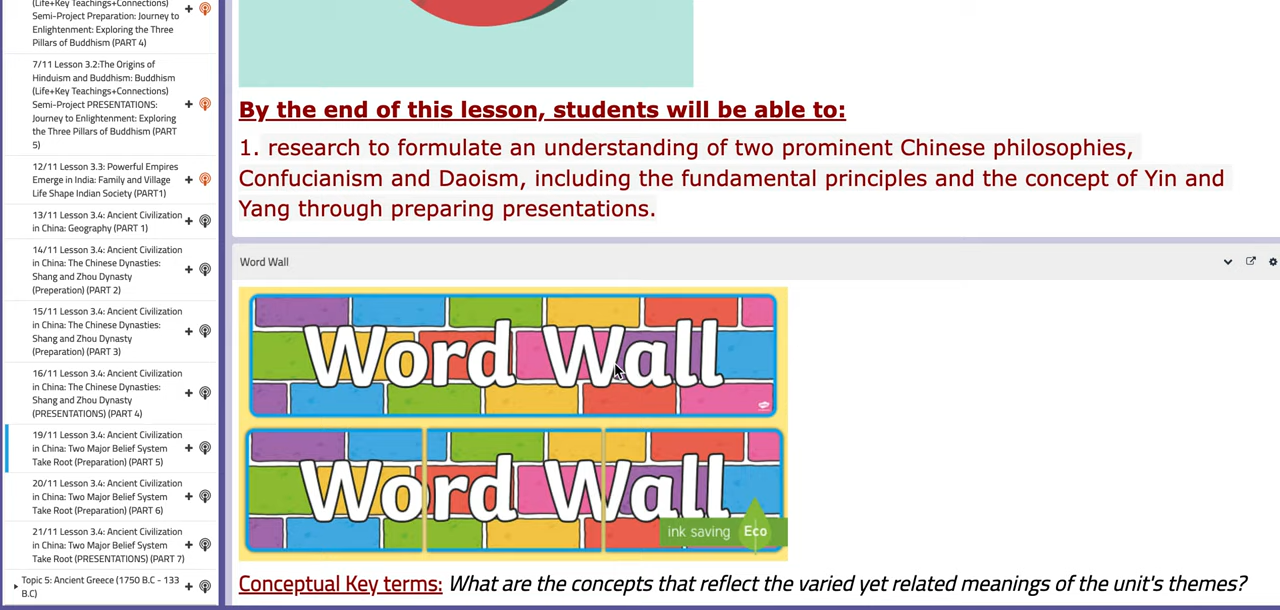 (Life+Key Teachings+Connections)
Semi-Project Preparation: Journey to
Enlightenment: Exploring the Three
Pillars of Buddhism (PART 4)
7/11 Lesson 3.2:The Origins of
Hinduism and Buddhism: Buddhism
(Life+Key Teachings+Connections)
Semi-Project PRESENTATIONS:
Journey to Enlightenment: Exploring
the Three Pillars of Buddhism (PART
5)
12/11 Lesson 3.3: Powerful Empires
Emerge in India: Family and Village
Life Shape Indian Society (PART1)
13/11 Lesson 3.4: Ancient Civilization
in China: Geography (PART 1)
14/11 Lesson 3.4: Ancient Civilization
in China: The Chinese Dynasties:
Shang and Zhou Dynasty
(Preperation) (PART 2)
15/11 Lesson 3.4: Ancient Civilization
in China: The Chinese Dynasties:
Shang and Zhou Dynasty
(Preparation) (PART 3)
16/11 Lesson 3.4: Ancient Civilization
in China: The Chinese Dynasties:
Shang and Zhou Dynasty
(PRESENTATIONS) (PART 4)
19/11 Lesson 3.4: Ancient Civilization
in China: Two Major Belief System
Take Root (Preparation) (PART 5)
20/11 Lesson 3.4: Ancient Civilization
in China: Two Major Belief System
Take Root (Preparation) (PART 6)
21/11 Lesson 3.4: Ancient Civilization
in China: Two Major Belief System
Take Root (PRESENTATIONS) (PART 7)
Topic 5: Ancient Greece (1750 B.C - 133
B.C)
By the end of this lesson, students will be able to:
1. research to formulate an understanding of two prominent Chinese philosophies,
Confucianism and Daoism, including the fundamental principles and the concept of Yin and
Yang through preparing presentations.
Word Wall
Word Wall
Word Wall
ink saving Eco
Conceptual Key terms: What are the concepts that reflect the varied yet related meanings of the unit's themes?